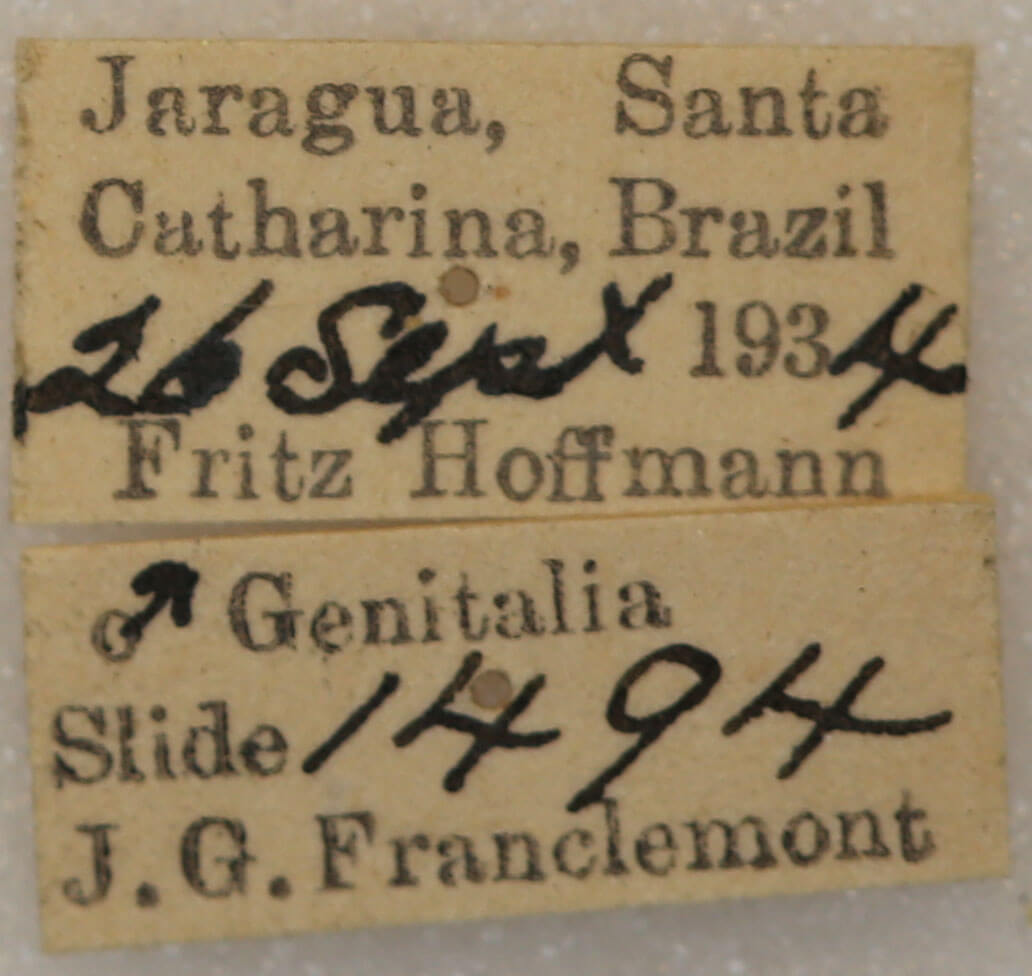 Jaragua, Santa
Catharina, Brazil
26 Sept 1934
Fritz Hoffmann
♂ Genitalia
Slide 1494
J. G. Franclemont